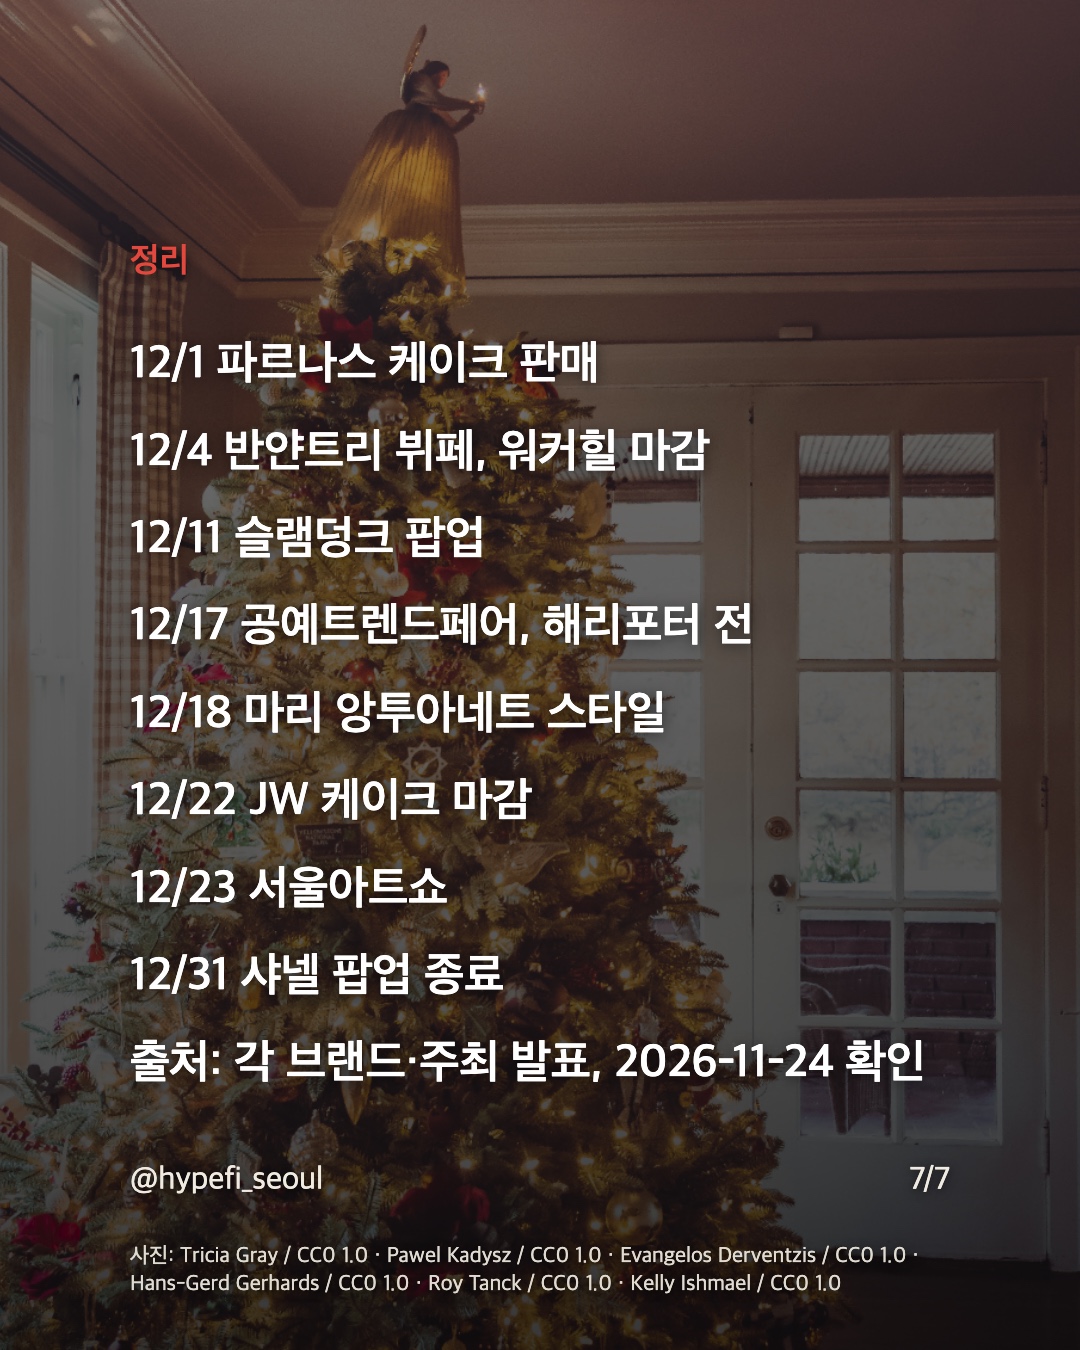 정리
12/1 파르나스 케이크 판매
12/4 반얀트리 뷔페, 워커힐 마감
12/11 슬램덩크 팝업
12/17 공예트렌드페어, 해리포터 전
12/18 마리 앙투아네트 스타일
12/22 JW 케이크 마감
12/23 서울아트쇼
12/31 샤넬 팝업 종료
출처: 각 브랜드·주최 발표, 2026-11-24 확인
@hypefi_seoul
7/7
사진: Tricia Gray / CC0 1.0 · Pawel Kadysz / CC0 1.0 · Evangelos Derventzis / CC0 1.0 ·
Hans-Gerd Gerhards / CC0 1.0 · Roy Tanck / CC0 1.0 · Kelly Ishmael / CC0 1.0